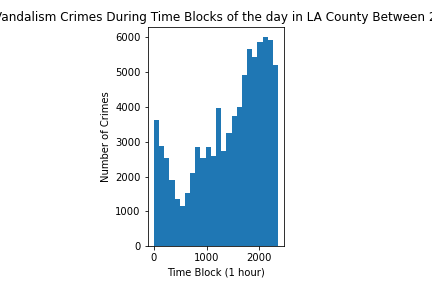 Vandalism Crimes During Time Blocks of the day in LA County Between 2
6000
5000
4000
3000
2000
1000
0
Number of Crimes
0 1000 2000
Time Block (1 hour)